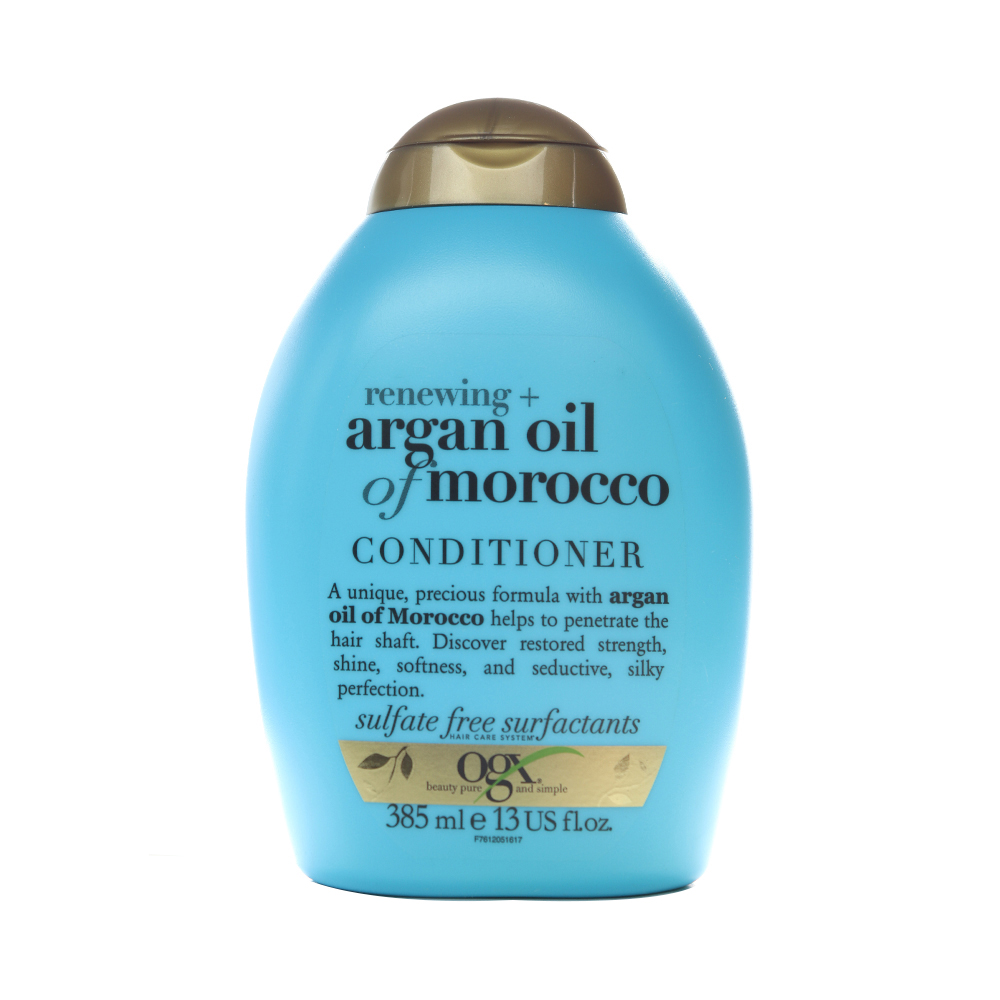 renewing +
argan oil
of morocco
CONDITIONER
A unique, precious formula with argan
oil of Morocco helps to penetrate the
hair shaft. Discover restored strength,
shine, softness, and seductive, silky
perfection.
sulfate free surfactants
HAIR CARE SYSTEM
ogx
beauty pure and simple
385 ml e 13 US fl.oz.
F7612051617